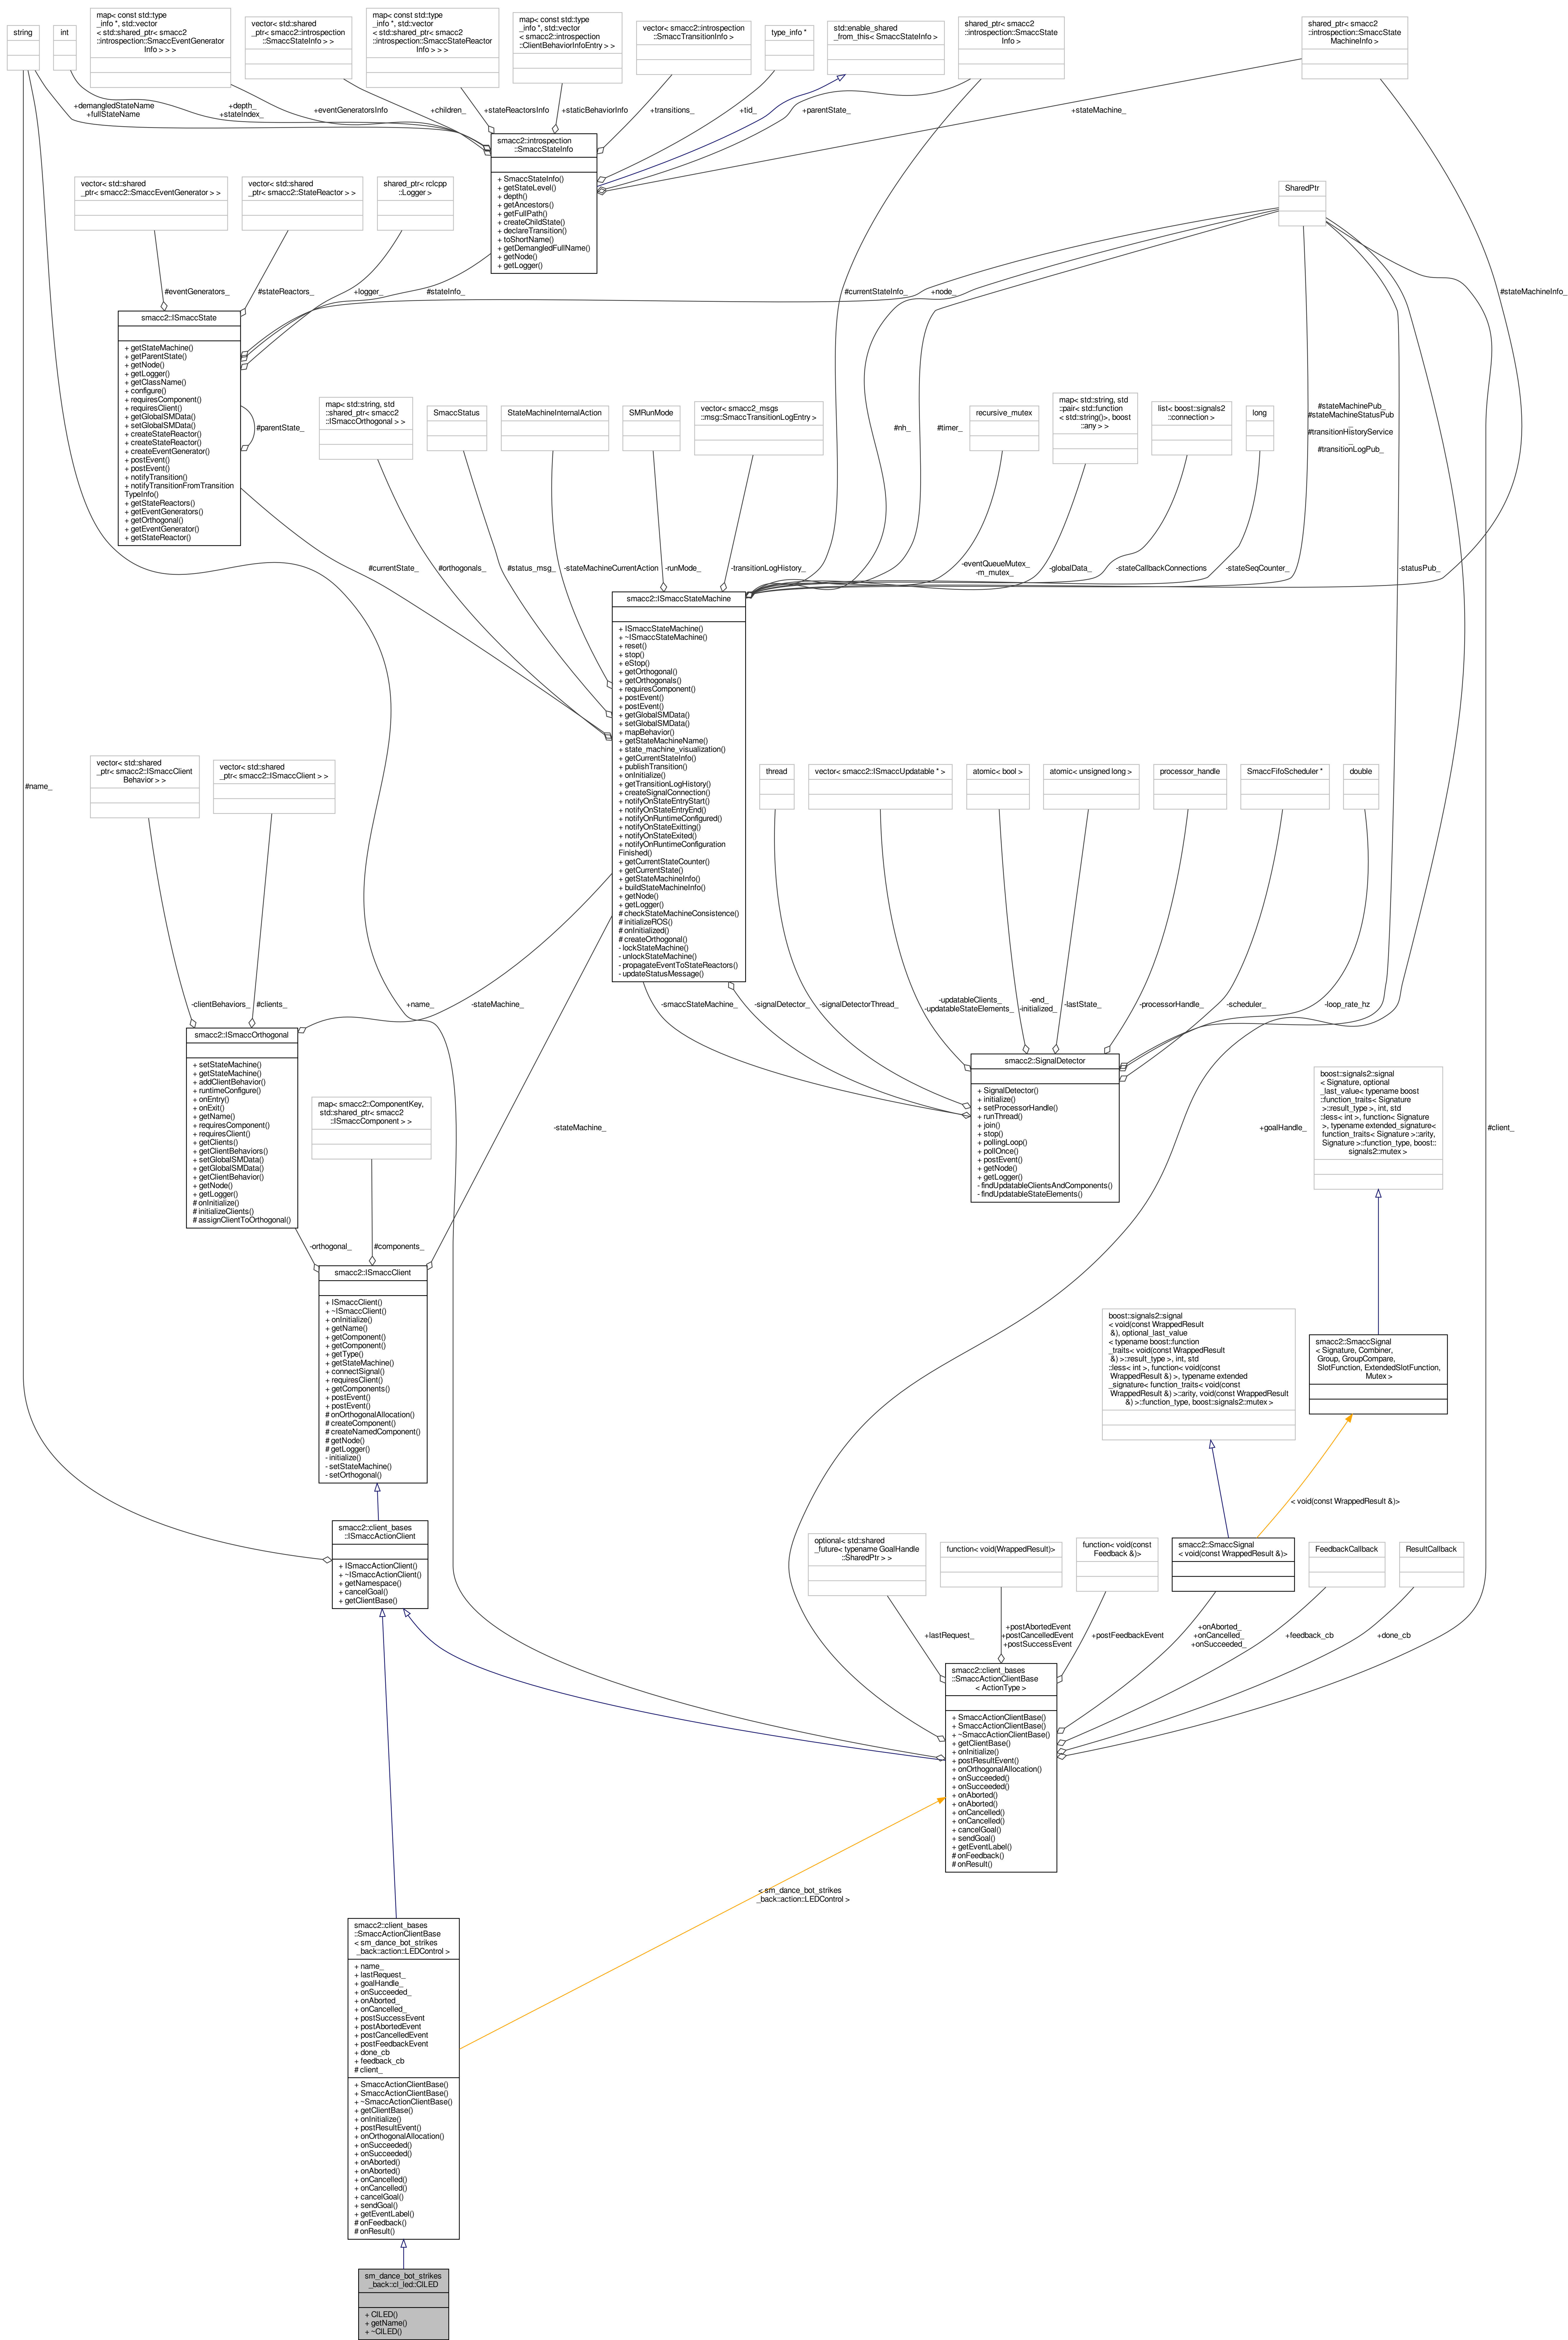 string
int
map< const std::type
_info *, std::vector
< std::shared_ptr< smacc2
::introspection::SmaccEventGenerator
Info > > >
vector< std::shared
_ptr< smacc2::introspection
::SmaccStateInfo > >
map< const std::type
_info *, std::vector
< std::shared_ptr< smacc2
::introspection::SmaccStateReactor
Info > > >
map< const std::type
_info *, std::vector
< smacc2::introspection
::ClientBehaviorInfoEntry > >
vector< smacc2::introspection
::SmaccTransitionInfo >
type_info *
std::enable_shared
_from_this< SmaccStateInfo >
shared_ptr< smacc2
::introspection::SmaccState
Info >
shared_ptr< smacc2
::introspection::SmaccState
MachineInfo >
+demangledStateName
+fullStateName
+depth_
+stateIndex_
+eventGeneratorsInfo
+children_
+stateReactorsInfo
+staticBehaviorInfo
+transitions_
+tid_
+parentState_
+stateMachine_
smacc2::introspection
::SmaccStateInfo
+ SmaccStateInfo()
+ getStateLevel()
+ depth()
+ getAncestors()
+ getFullPath()
+ createChildState()
+ declareTransition()
+ toShortName()
+ getDemangledFullName()
+ getNode()
+ getLogger()
vector< std::shared
_ptr< smacc2::SmaccEventGenerator > >
vector< std::shared
_ptr< smacc2::StateReactor > >
shared_ptr< rclcpp
::Logger >
SharedPtr
#eventGenerators_
#stateReactors_
+logger_
#stateInfo_
#currentStateInfo_
+node_
#stateMachineInfo_
smacc2::ISmaccState
+ getStateMachine()
+ getParentState()
+ getNode()
+ getLogger()
+ getClassName()
+ configure()
+ requiresComponent()
+ requiresClient()
+ getGlobalSMData()
+ setGlobalSMData()
+ createStateReactor()
+ createStateReactor()
+ createEventGenerator()
+ postEvent()
+ postEvent()
+ notifyTransition()
+ notifyTransitionFromTransition
TypeInfo()
+ getStateReactors()
+ getEventGenerators()
+ getOrthogonal()
+ getEventGenerator()
+ getStateReactor()
#parentState_
map< std::string, std
::shared_ptr< smacc2
::ISmaccOrthogonal > >
SmaccStatus
StateMachineInternalAction
SMRunMode
vector< smacc2_msgs
::msg::SmaccTransitionLogEntry >
#nh_
#timer_
recursive_mutex
map< std::string, std
::pair< std::function
< std::string()>, boost
::any > >
list< boost::signals2
::connection >
long
#stateMachinePub_
#stateMachineStatusPub
_
#transitionHistoryService
_
#transitionLogPub_
#currentState_
#orthogonals_
#status_msg_
-stateMachineCurrentAction
-runMode_
-transitionLogHistory_
-eventQueueMutex_
-m_mutex_
-globalData_
-stateCallbackConnections
-stateSeqCounter_
-statusPub_
smacc2::ISmaccStateMachine
+ ISmaccStateMachine()
+ ~ISmaccStateMachine()
+ reset()
+ stop()
+ eStop()
+ getOrthogonal()
+ getOrthogonals()
+ requiresComponent()
+ postEvent()
+ postEvent()
+ getGlobalSMData()
+ setGlobalSMData()
+ mapBehavior()
+ getStateMachineName()
+ state_machine_visualization()
+ getCurrentStateInfo()
+ publishTransition()
+ onInitialize()
+ getTransitionLogHistory()
+ createSignalConnection()
+ notifyOnStateEntryStart()
+ notifyOnStateEntryEnd()
+ notifyOnRuntimeConfigured()
+ notifyOnStateExitting()
+ notifyOnStateExited()
+ notifyOnRuntimeConfiguration
Finished()
+ getCurrentStateCounter()
+ getCurrentState()
+ getStateMachineInfo()
+ buildStateMachineInfo()
+ getNode()
+ getLogger()
# checkStateMachineConsistence()
# initializeROS()
# onInitialized()
# createOrthogonal()
- lockStateMachine()
- unlockStateMachine()
- propagateEventToStateReactors()
- updateStatusMessage()
#name_
vector< std::shared
_ptr< smacc2::ISmaccClient
Behavior > >
vector< std::shared
_ptr< smacc2::ISmaccClient > >
thread
vector< smacc2::ISmaccUpdatable * >
atomic< bool >
atomic< unsigned long >
processor_handle
SmaccFifoScheduler *
double
-clientBehaviors_
#clients_
+name_
-stateMachine_
-smaccStateMachine_
-signalDetector_
-signalDetectorThread_
-updatableClients_
-updatableStateElements_
-end_
-initialized_
-lastState_
-processorHandle_
-scheduler_
-loop_rate_hz
smacc2::ISmaccOrthogonal
+ setStateMachine()
+ getStateMachine()
+ addClientBehavior()
+ runtimeConfigure()
+ onEntry()
+ onExit()
+ getName()
+ requiresComponent()
+ requiresClient()
+ getClients()
+ getClientBehaviors()
+ setGlobalSMData()
+ getGlobalSMData()
+ getClientBehavior()
+ getNode()
+ getLogger()
# onInitialize()
# initializeClients()
# assignClientToOrthogonal()
smacc2::SignalDetector
+ SignalDetector()
+ initialize()
+ setProcessorHandle()
+ runThread()
+ join()
+ stop()
+ pollingLoop()
+ pollOnce()
+ postEvent()
+ getNode()
+ getLogger()
- findUpdatableClientsAndComponents()
- findUpdatableStateElements()
map< smacc2::ComponentKey,
std::shared_ptr< smacc2
::ISmaccComponent > >
-stateMachine_
+goalHandle_
boost::signals2::signal
< Signature, optional
_last_value< typename boost
::function_traits< Signature
>::result_type >, int, std
::less< int >, function< Signature
>, typename extended_signature<
function_traits< Signature >::arity,
Signature >::function_type, boost::
signals2::mutex >
#client_
-orthogonal_
#components_
smacc2::ISmaccClient
+ ISmaccClient()
+ ~ISmaccClient()
+ onInitialize()
+ getName()
+ getComponent()
+ getComponent()
+ getType()
+ getStateMachine()
+ connectSignal()
+ requiresClient()
+ getComponents()
+ postEvent()
+ postEvent()
# onOrthogonalAllocation()
# createComponent()
# createNamedComponent()
# getNode()
# getLogger()
- initialize()
- setStateMachine()
- setOrthogonal()
boost::signals2::signal
< void(const WrappedResult
&), optional_last_value
< typename boost::function
_traits< void(const WrappedResult
&) >::result_type >, int, std
::less< int >, function< void(const
WrappedResult &) >, typename extended
_signature< function_traits< void(const
WrappedResult &) >::arity, void(const WrappedResult
&) >::function_type, boost::signals2::mutex >
smacc2::SmaccSignal
< Signature, Combiner,
Group, GroupCompare,
SlotFunction, ExtendedSlotFunction,
Mutex >
< void(const WrappedResult &)>
smacc2::client_bases
::ISmaccActionClient
+ ISmaccActionClient()
+ ~ISmaccActionClient()
+ getNamespace()
+ cancelGoal()
+ getClientBase()
optional< std::shared
_future< typename GoalHandle
::SharedPtr > >
function< void(WrappedResult)>
function< void(const
Feedback &)>
smacc2::SmaccSignal
< void(const WrappedResult &)>
FeedbackCallback
ResultCallback
+lastRequest_
+postAbortedEvent
+postCancelledEvent
+postSuccessEvent
+postFeedbackEvent
+onAborted_
+onCancelled_
+onSucceeded_
+feedback_cb
+done_cb
smacc2::client_bases
::SmaccActionClientBase
< ActionType >
+ SmaccActionClientBase()
+ SmaccActionClientBase()
+ ~SmaccActionClientBase()
+ getClientBase()
+ onInitialize()
+ postResultEvent()
+ onOrthogonalAllocation()
+ onSucceeded()
+ onSucceeded()
+ onAborted()
+ onAborted()
+ onCancelled()
+ onCancelled()
+ cancelGoal()
+ sendGoal()
+ getEventLabel()
# onFeedback()
# onResult()
< sm_dance_bot_strikes
_back::action::LEDControl >
smacc2::client_bases
::SmaccActionClientBase
< sm_dance_bot_strikes
_back::action::LEDControl >
+ name_
+ lastRequest_
+ goalHandle_
+ onSucceeded_
+ onAborted_
+ onCancelled_
+ postSuccessEvent
+ postAbortedEvent
+ postCancelledEvent
+ postFeedbackEvent
+ done_cb
+ feedback_cb
# client_
+ SmaccActionClientBase()
+ SmaccActionClientBase()
+ ~SmaccActionClientBase()
+ getClientBase()
+ onInitialize()
+ postResultEvent()
+ onOrthogonalAllocation()
+ onSucceeded()
+ onSucceeded()
+ onAborted()
+ onAborted()
+ onCancelled()
+ onCancelled()
+ cancelGoal()
+ sendGoal()
+ getEventLabel()
# onFeedback()
# onResult()
sm_dance_bot_strikes
_back::cl_led::ClLED
+ ClLED()
+ getName()
+ ~ClLED()